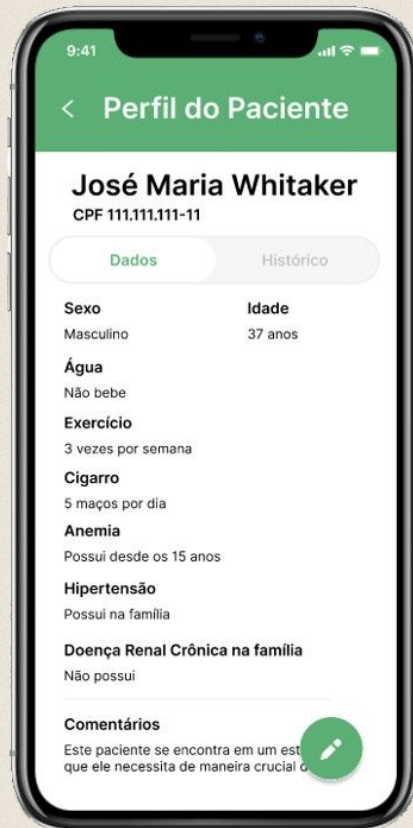 9:41
Perfil do Paciente
José Maria Whitaker
CPF 111.111.111-11
Dados Histórico
Sexo Idade
Masculino 37 anos
Água
Não bebe
Exercício
3 vezes por semana
Cigarro
5 maços por dia
Anemia
Possui desde os 15 anos
Hipertensão
Possui na família
Doença Renal Crônica na família
Não possui
Comentários
Este paciente se encontra em um
que ele necessita de maneira crucial